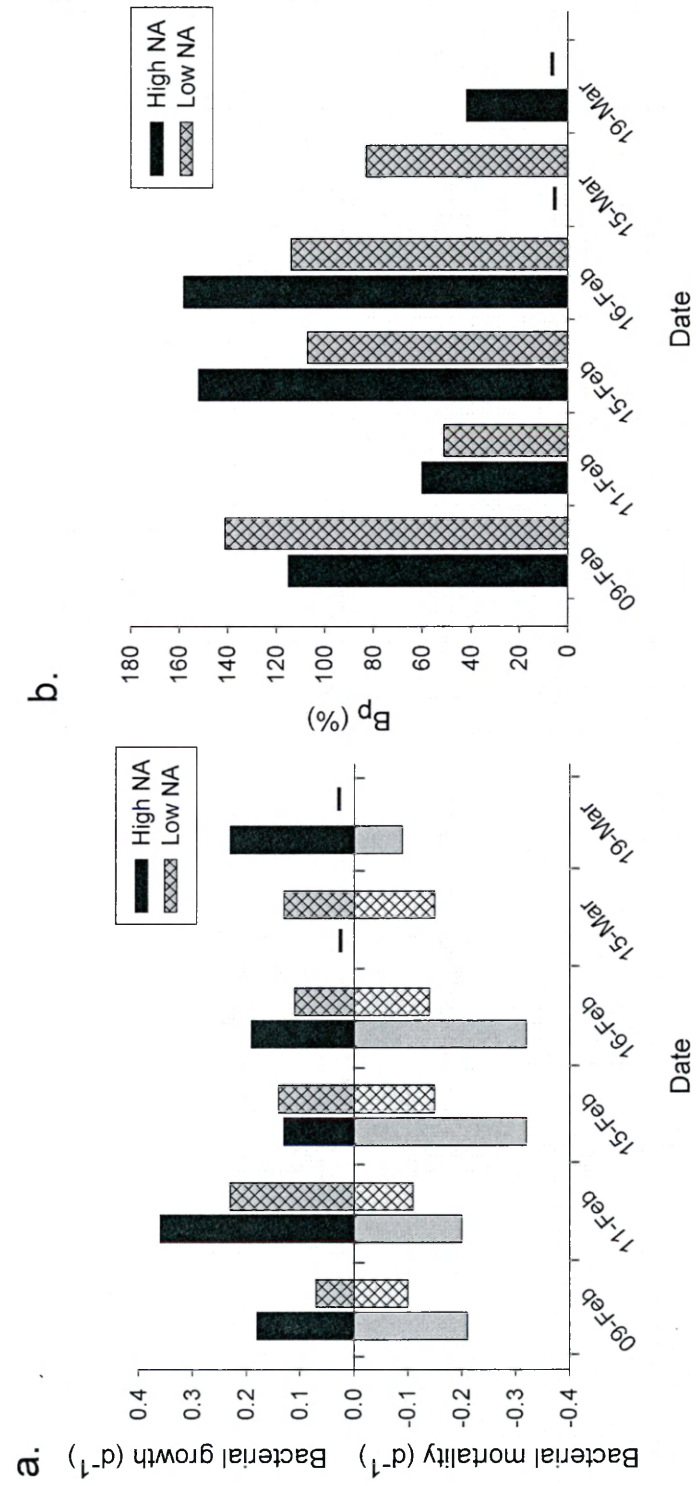 a.
High NA
Low NA
Bacterial growth (d⁻¹)
Bacterial mortality (d⁻¹)
0.4
0.3
0.2
0.1
0.0
-0.1
-0.2
-0.3
-0.4
09-Feb
11-Feb
15-Feb
16-Feb
15-Mar
19-Mar
Date
b.
High NA
Low NA
Bp (%)
180
160
140
120
100
80
60
40
20
0
09-Feb
11-Feb
15-Feb
16-Feb
15-Mar
19-Mar
Date